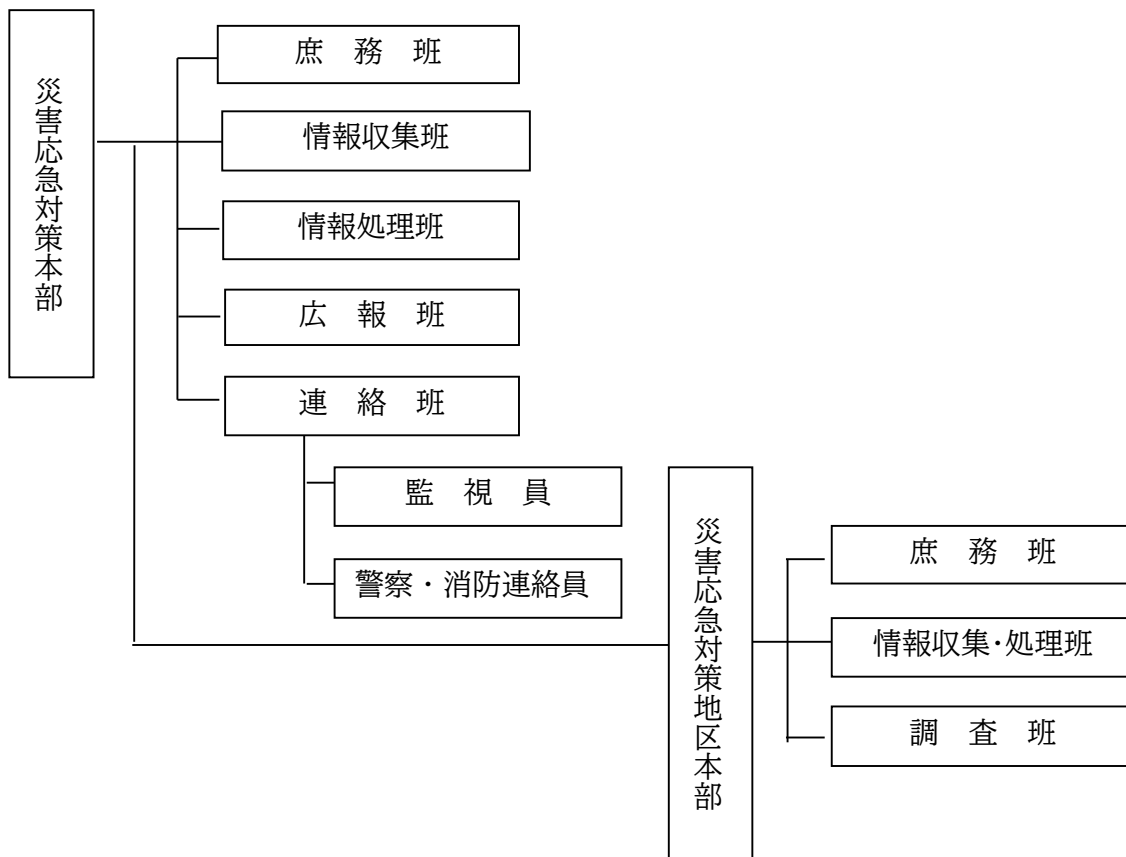 災害応急対策本部
庶　務　班
情報収集班
情報処理班
広　報　班
連　絡　班
監　視　員
警察・消防連絡員
災害応急対策地区本部
庶　務　班
情報収集･処理班
調　査　班